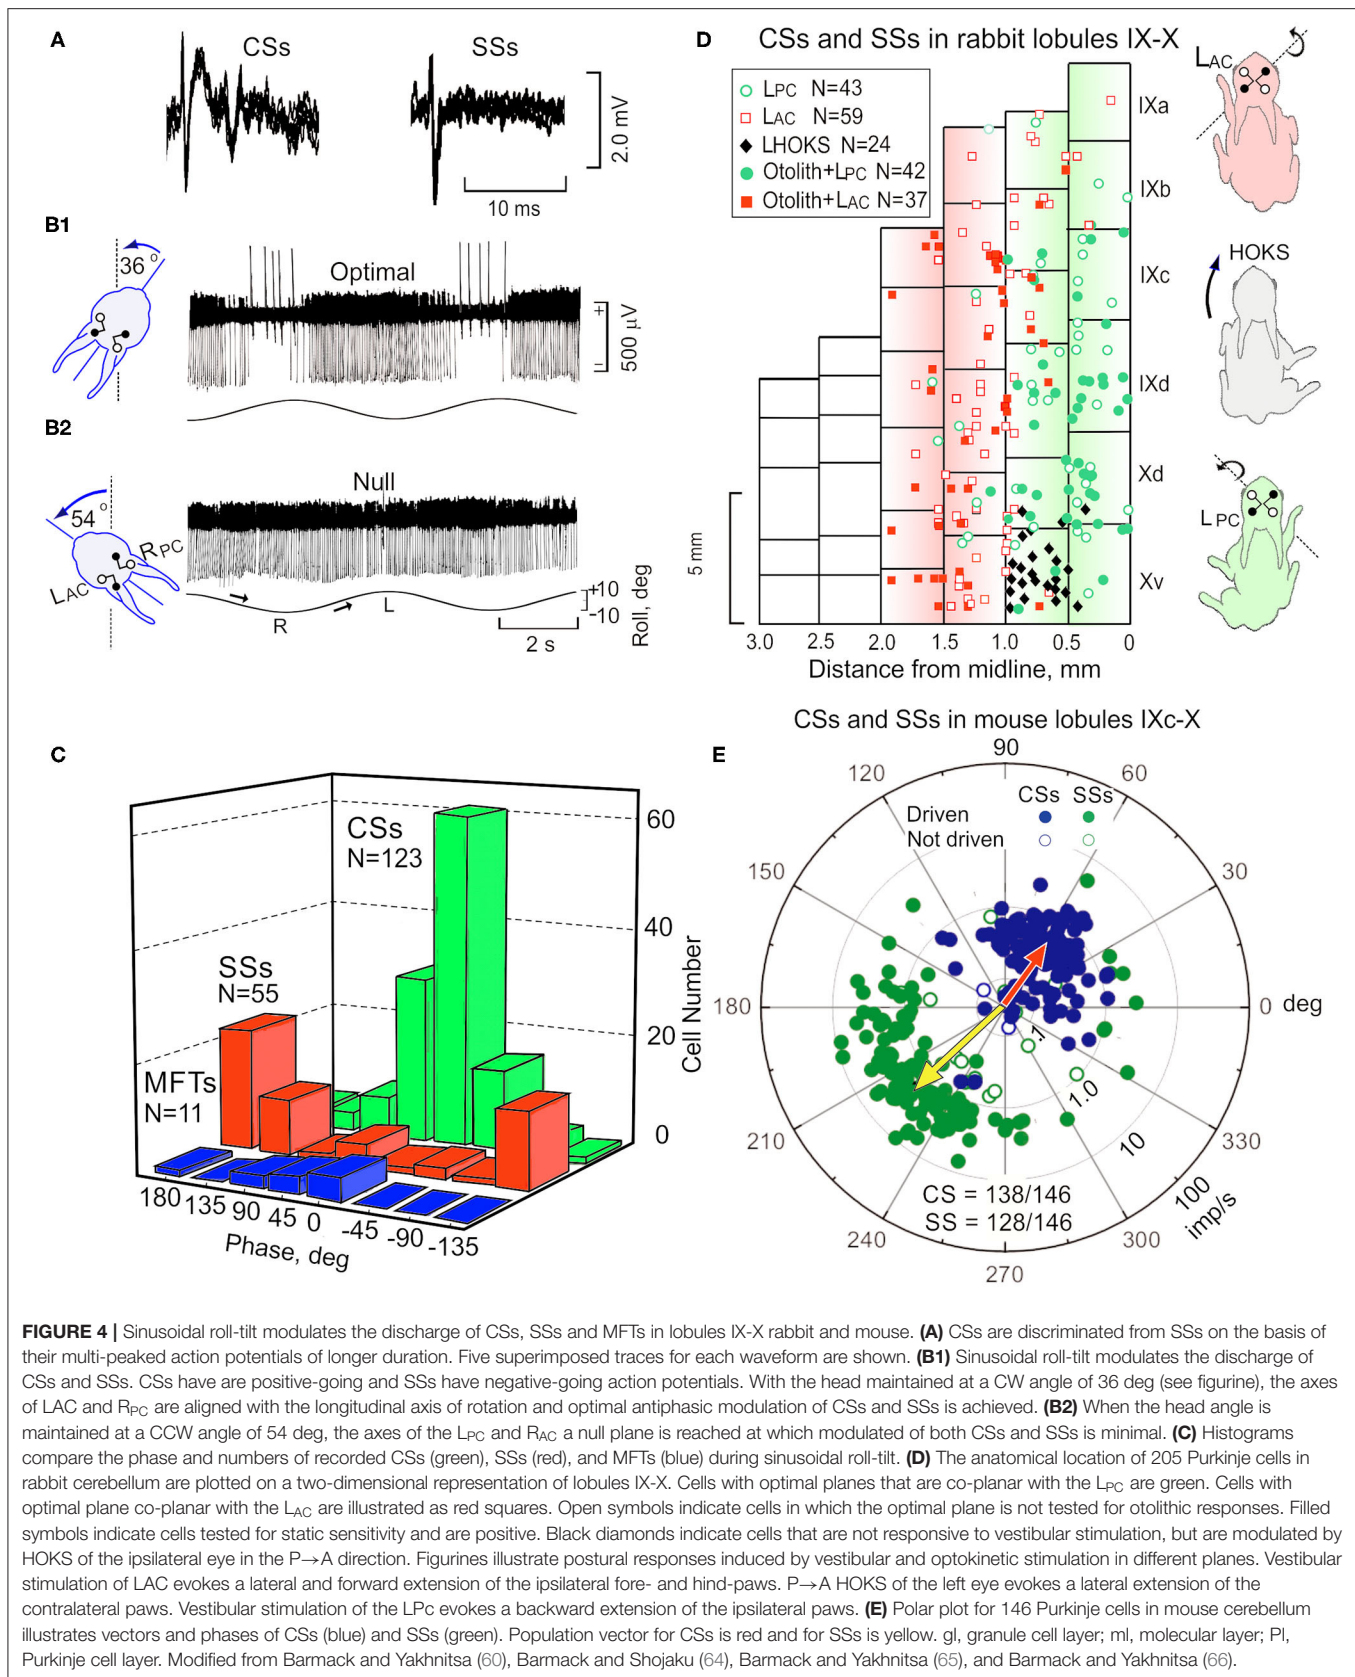 A
CSs
SSs
2.0 mV
10 ms
B1
36 o
Optimal
+
500 µV
–
B2
54 o
RPC
LAC
Null
+10
-10
Roll, deg
R
L
2 s
D
CSs and SSs in rabbit lobules IX-X
LPC N=43
LAC N=59
LHOKS N=24
Otolith+LPC N=42
Otolith+LAC N=37
IXa
IXb
IXc
IXd
Xd
Xv
5 mm
3.0 2.5 2.0 1.5 1.0 0.5 0
Distance from midline, mm
LAC
HOKS
LPC
C
CSs
N=123
SSs
N=55
MFTs
N=11
60
40
20
0
Cell Number
180 135 90 45 0 -45 -90 -135
Phase, deg
CSs and SSs in mouse lobules IXc-X
E
90
120 60
CSs SSs
Driven
Not driven
150 30
180 0 deg
.1
1.0
10
100
imp/s
210 330
CS = 138/146
SS = 128/146
240 300
270
FIGURE 4 | Sinusoidal roll-tilt modulates the discharge of CSs, SSs and MFTs in lobules IX-X rabbit and mouse. (A) CSs are discriminated from SSs on the basis of
their multi-peaked action potentials of longer duration. Five superimposed traces for each waveform are shown. (B1) Sinusoidal roll-tilt modulates the discharge of
CSs and SSs. CSs have are positive-going and SSs have negative-going action potentials. With the head maintained at a CW angle of 36 deg (see figurine), the axes
of LAC and RPC are aligned with the longitudinal axis of rotation and optimal antiphasic modulation of CSs and SSs is achieved. (B2) When the head angle is
maintained at a CCW angle of 54 deg, the axes of the LPC and RAC a null plane is reached at which modulated of both CSs and SSs is minimal. (C) Histograms
compare the phase and numbers of recorded CSs (green), SSs (red), and MFTs (blue) during sinusoidal roll-tilt. (D) The anatomical location of 205 Purkinje cells in
rabbit cerebellum are plotted on a two-dimensional representation of lobules IX-X. Cells with optimal planes that are co-planar with the LPC are green. Cells with
optimal plane co-planar with the LAC are illustrated as red squares. Open symbols indicate cells in which the optimal plane is not tested for otolithic responses. Filled
symbols indicate cells tested for static sensitivity and are positive. Black diamonds indicate cells that are not responsive to vestibular stimulation, but are modulated by
HOKS of the ipsilateral eye in the P→A direction. Figurines illustrate postural responses induced by vestibular and optokinetic stimulation in different planes. Vestibular
stimulation of LAC evokes a lateral and forward extension of the ipsilateral fore- and hind-paws. P→A HOKS of the left eye evokes a lateral extension of the
contralateral paws. Vestibular stimulation of the LPc evokes a backward extension of the ipsilateral paws. (E) Polar plot for 146 Purkinje cells in mouse cerebellum
illustrates vectors and phases of CSs (blue) and SSs (green). Population vector for CSs is red and for SSs is yellow. gl, granule cell layer; ml, molecular layer; Pl,
Purkinje cell layer. Modified from Barmack and Yakhnitsa (60), Barmack and Shojaku (64), Barmack and Yakhnitsa (65), and Barmack and Yakhnitsa (66).